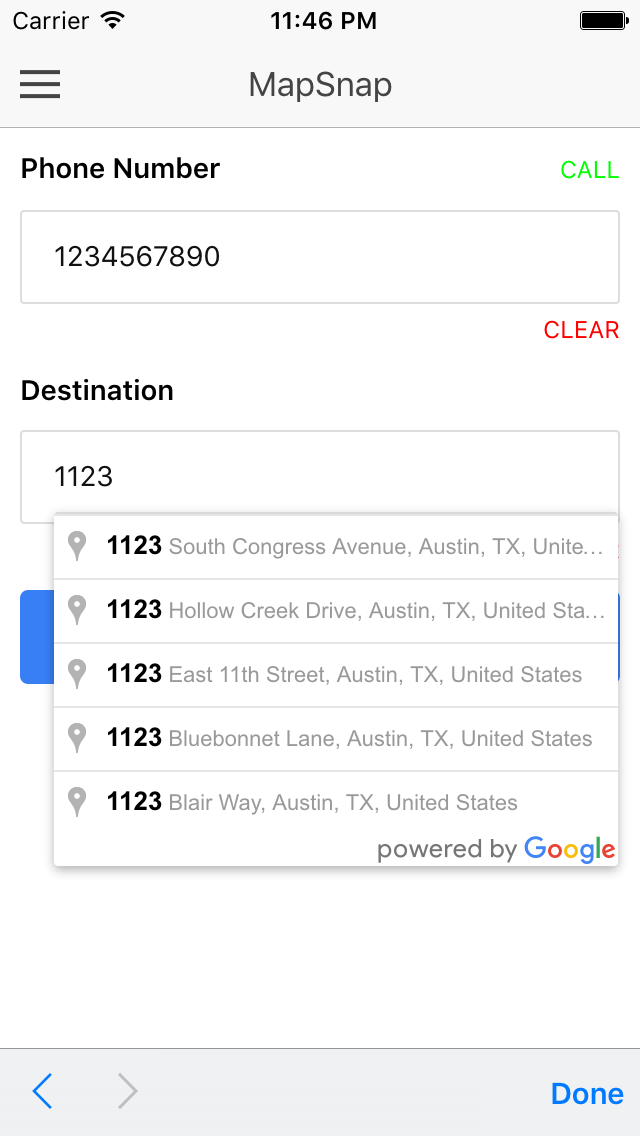 Carrier 11:46 PM
MapSnap
Phone Number CALL
1234567890
CLEAR
Destination
1123
1123 South Congress Avenue, Austin, TX, Unite...
1123 Hollow Creek Drive, Austin, TX, United Sta...
1123 East 11th Street, Austin, TX, United States
1123 Bluebonnet Lane, Austin, TX, United States
1123 Blair Way, Austin, TX, United States
powered by Google
Done